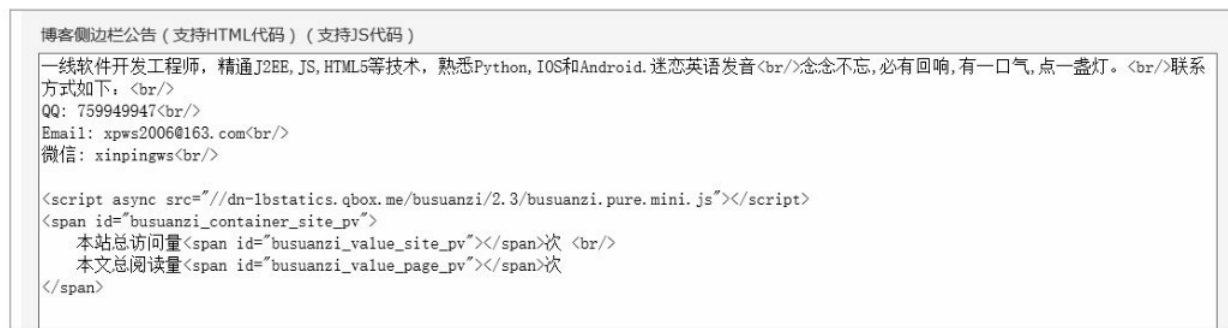 博客侧边栏公告（支持HTML代码）（支持JS代码）
一线软件开发工程师，精通J2EE,JS,HTML5等技术，熟悉Python,IOS和Android.迷恋英语发音<br/>念念不忘,必有回响,有一口气,点一盏灯。<br/>联系
方式如下：<br/>
QQ: 759949947<br/>
Email: xpws2006@163.com<br/>
微信: xinpingws<br/>
<script async src="//dn-lbstatics.qbox.me/busuanzi/2.3/busuanzi.pure.mini.js"></script>
<span id="busuanzi_container_site_pv">
本站总访问量<span id="busuanzi_value_site_pv"></span>次 <br/>
本文总阅读量<span id="busuanzi_value_page_pv"></span>次
</span>